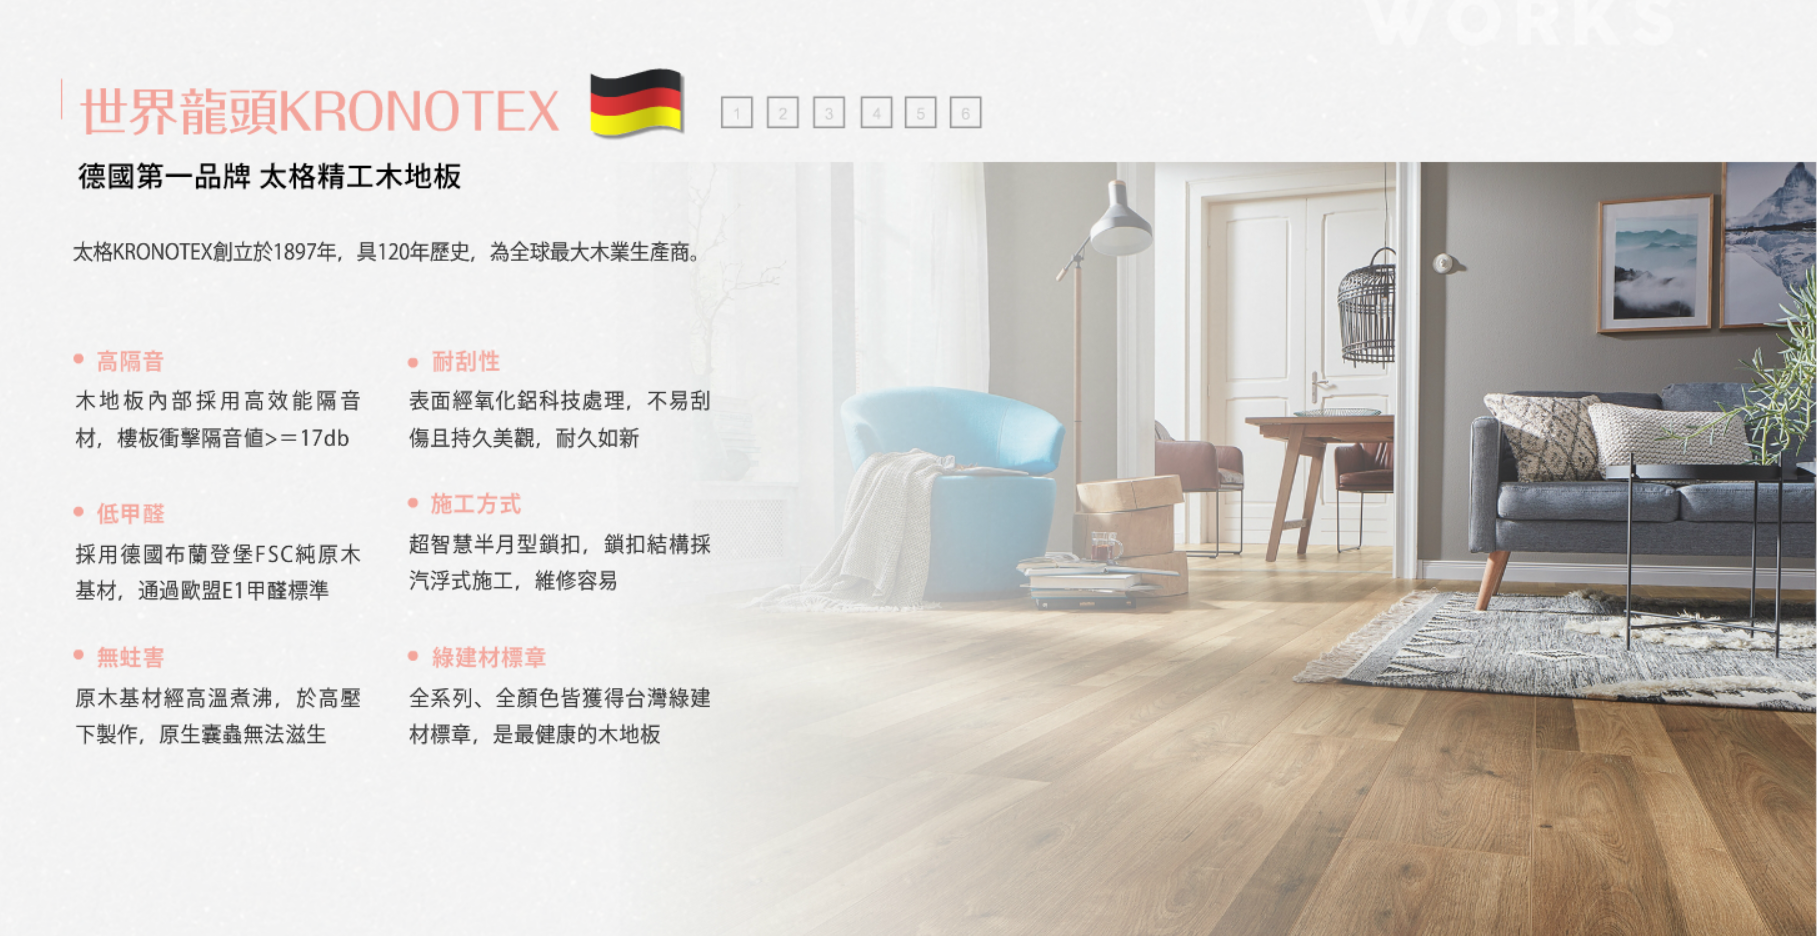 WORKS
世界龍頭KRONOTEX
1 2 3 4 5 6
德國第一品牌 太格精工木地板
太格KRONOTEX創立於1897年，具120年歷史，為全球最大木業生產商。
高隔音
木地板內部採用高效能隔音
材，樓板衝擊隔音值>＝17db
低甲醛
採用德國布蘭登堡FSC純原木
基材，通過歐盟E1甲醛標準
無蛀害
原木基材經高溫煮沸，於高壓
下製作，原生囊蟲無法滋生
耐刮性
表面經氧化鋁科技處理，不易刮
傷且持久美觀，耐久如新
施工方式
超智慧半月型鎖扣，鎖扣結構採
汽浮式施工，維修容易
綠建材標章
全系列、全顏色皆獲得台灣綠建
材標章，是最健康的木地板